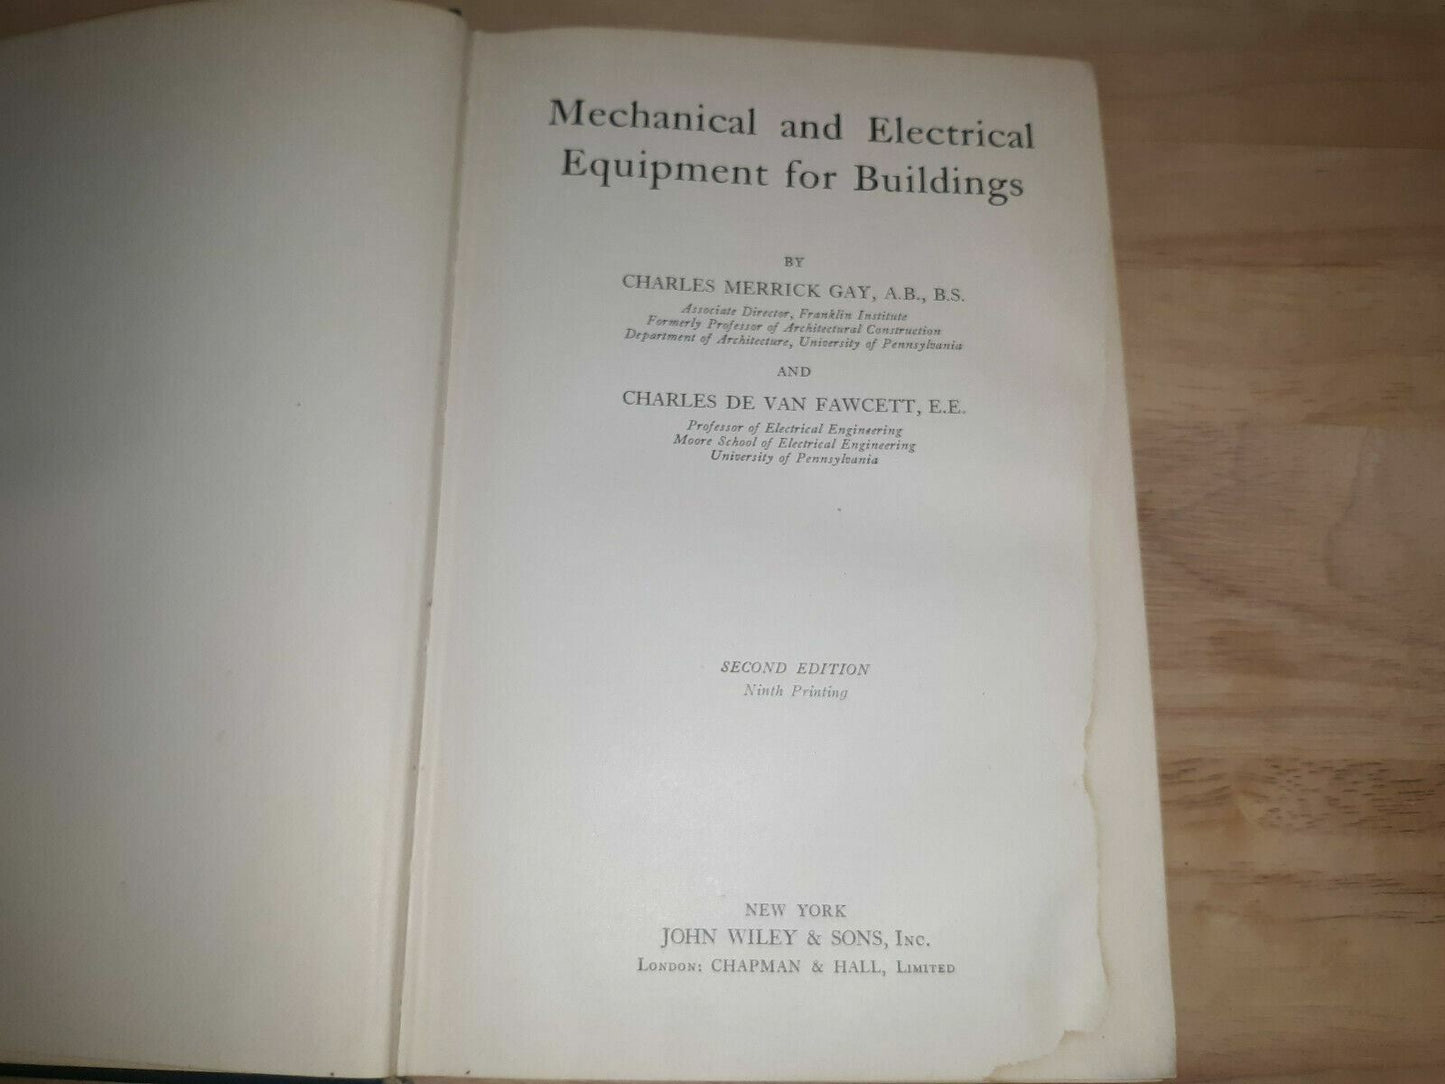 Mechanical and Electrical
Equipment for Buildings
BY
CHARLES MERRICK GAY, A.B., B.S.
Associate Director, Franklin Institute
Formerly Professor of Architectural Construction
Department of Architecture, University of Pennsylvania
AND
CHARLES DE VAN FAWCETT, E.E.
Professor of Electrical Engineering
Moore School of Electrical Engineering
University of Pennsylvania
SECOND EDITION
Ninth Printing
NEW YORK
JOHN WILEY & SONS, INC.
LONDON: CHAPMAN & HALL, LIMITED